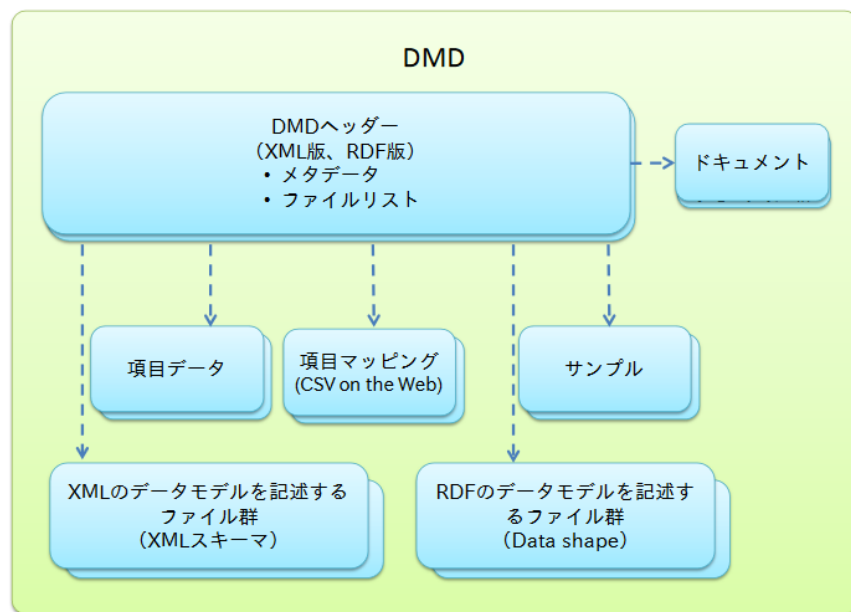 DMD
DMDヘッダー
（XML版、RDF版）
・ メタデータ
・ ファイルリスト
ドキュメント
項目データ
項目マッピング
(CSV on the Web)
サンプル
XMLのデータモデルを記述する
ファイル群
（XMLスキーマ）
RDFのデータモデルを記述す
るファイル群
（Data shape）